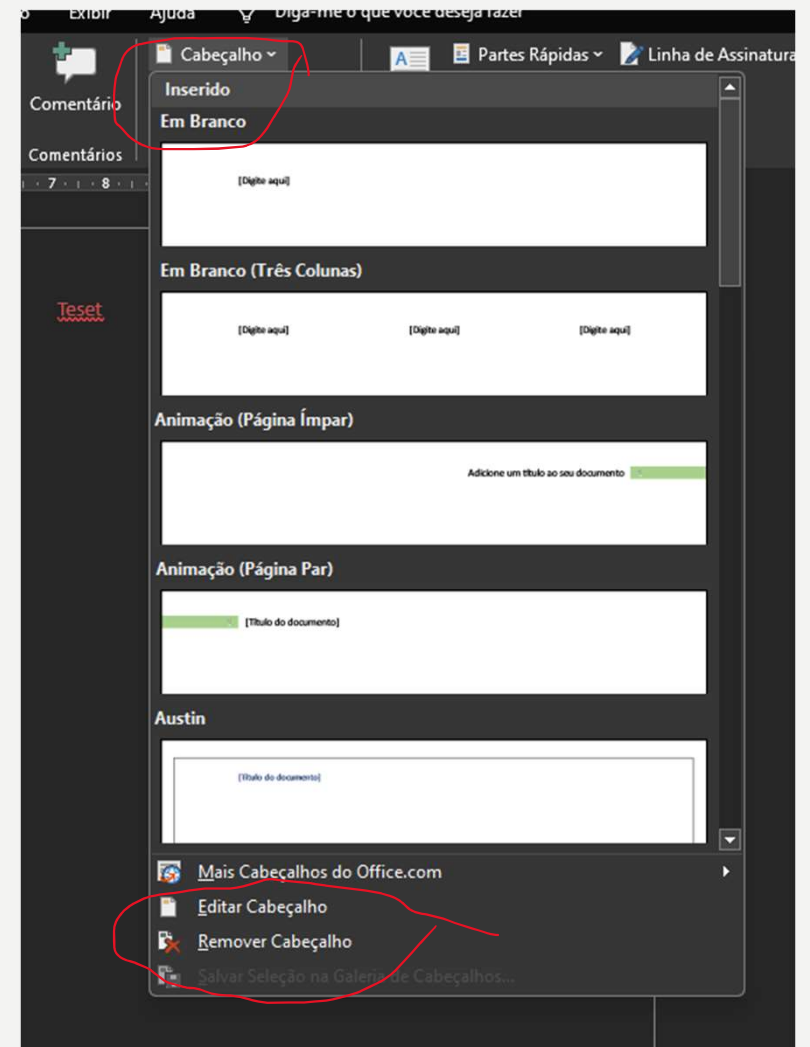 Exibir Ajuda Diga-me o que você deseja fazer
Cabeçalho
Partes Rápidas
Linha de Assinatura
Comentário
Comentários
7 8
Inserido
Em Branco
[Digite aqui]
Em Branco (Três Colunas)
[Digite aqui] [Digite aqui] [Digite aqui]
Teset
Animação (Página Ímpar)
Adicione um título ao seu documento
Animação (Página Par)
[Título do documento]
Austin
[Título do documento]
Mais Cabeçalhos do Office.com
Editar Cabeçalho
Remover Cabeçalho
Salvar Seleção na Galeria de Cabeçalhos...